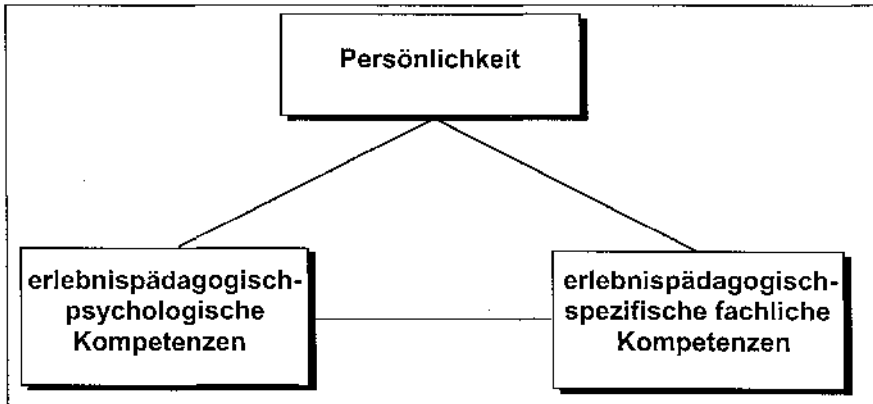 Persönlichkeit
erlebnispädagogisch-
psychologische
Kompetenzen
erlebnispädagogisch-
spezifische fachliche
Kompetenzen